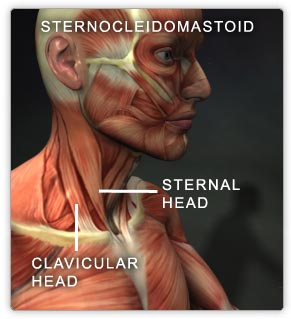 STERNOCLEIDOMASTOID
STERNAL
HEAD
CLAVICULAR
HEAD